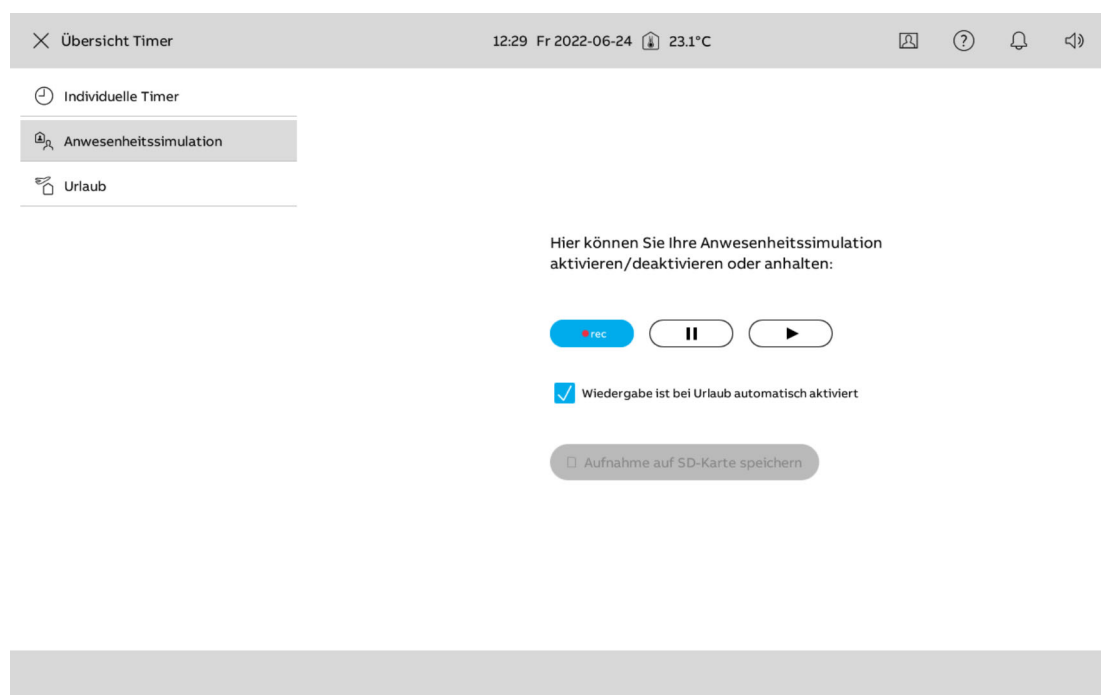 Übersicht Timer
12:29 Fr 2022-06-24 23.1°C
Individuelle Timer
Anwesenheitssimulation
Urlaub
Hier können Sie Ihre Anwesenheitssimulation
aktivieren/deaktivieren oder anhalten:
rec
Wiedergabe ist bei Urlaub automatisch aktiviert
Aufnahme auf SD-Karte speichern